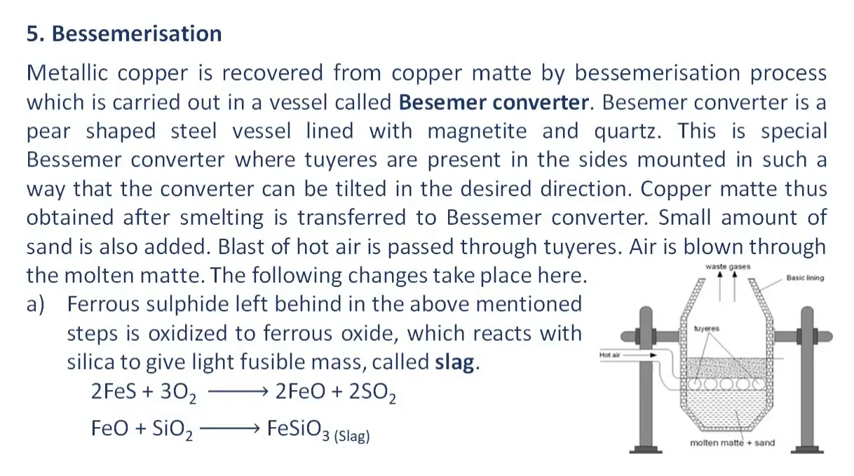 5. Bessemerisation
Metallic copper is recovered from copper matte by bessemerisation process
which is carried out in a vessel called Besemer converter. Besemer converter is a
pear shaped steel vessel lined with magnetite and quartz. This is special
Bessemer converter where tuyeres are present in the sides mounted in such a
way that the converter can be tilted in the desired direction. Copper matte thus
obtained after smelting is transferred to Bessemer converter. Small amount of
sand is also added. Blast of hot air is passed through tuyeres. Air is blown through
the molten matte. The following changes take place here.
a) Ferrous sulphide left behind in the above mentioned
steps is oxidized to ferrous oxide, which reacts with
silica to give light fusible mass, called slag.
2FeS + 3O₂ ⟶ 2FeO + 2SO₂
FeO + SiO₂ ⟶ FeSiO₃ (Slag)
waste gases
Basic lining
tuyeres
Hot air
molten matte + sand